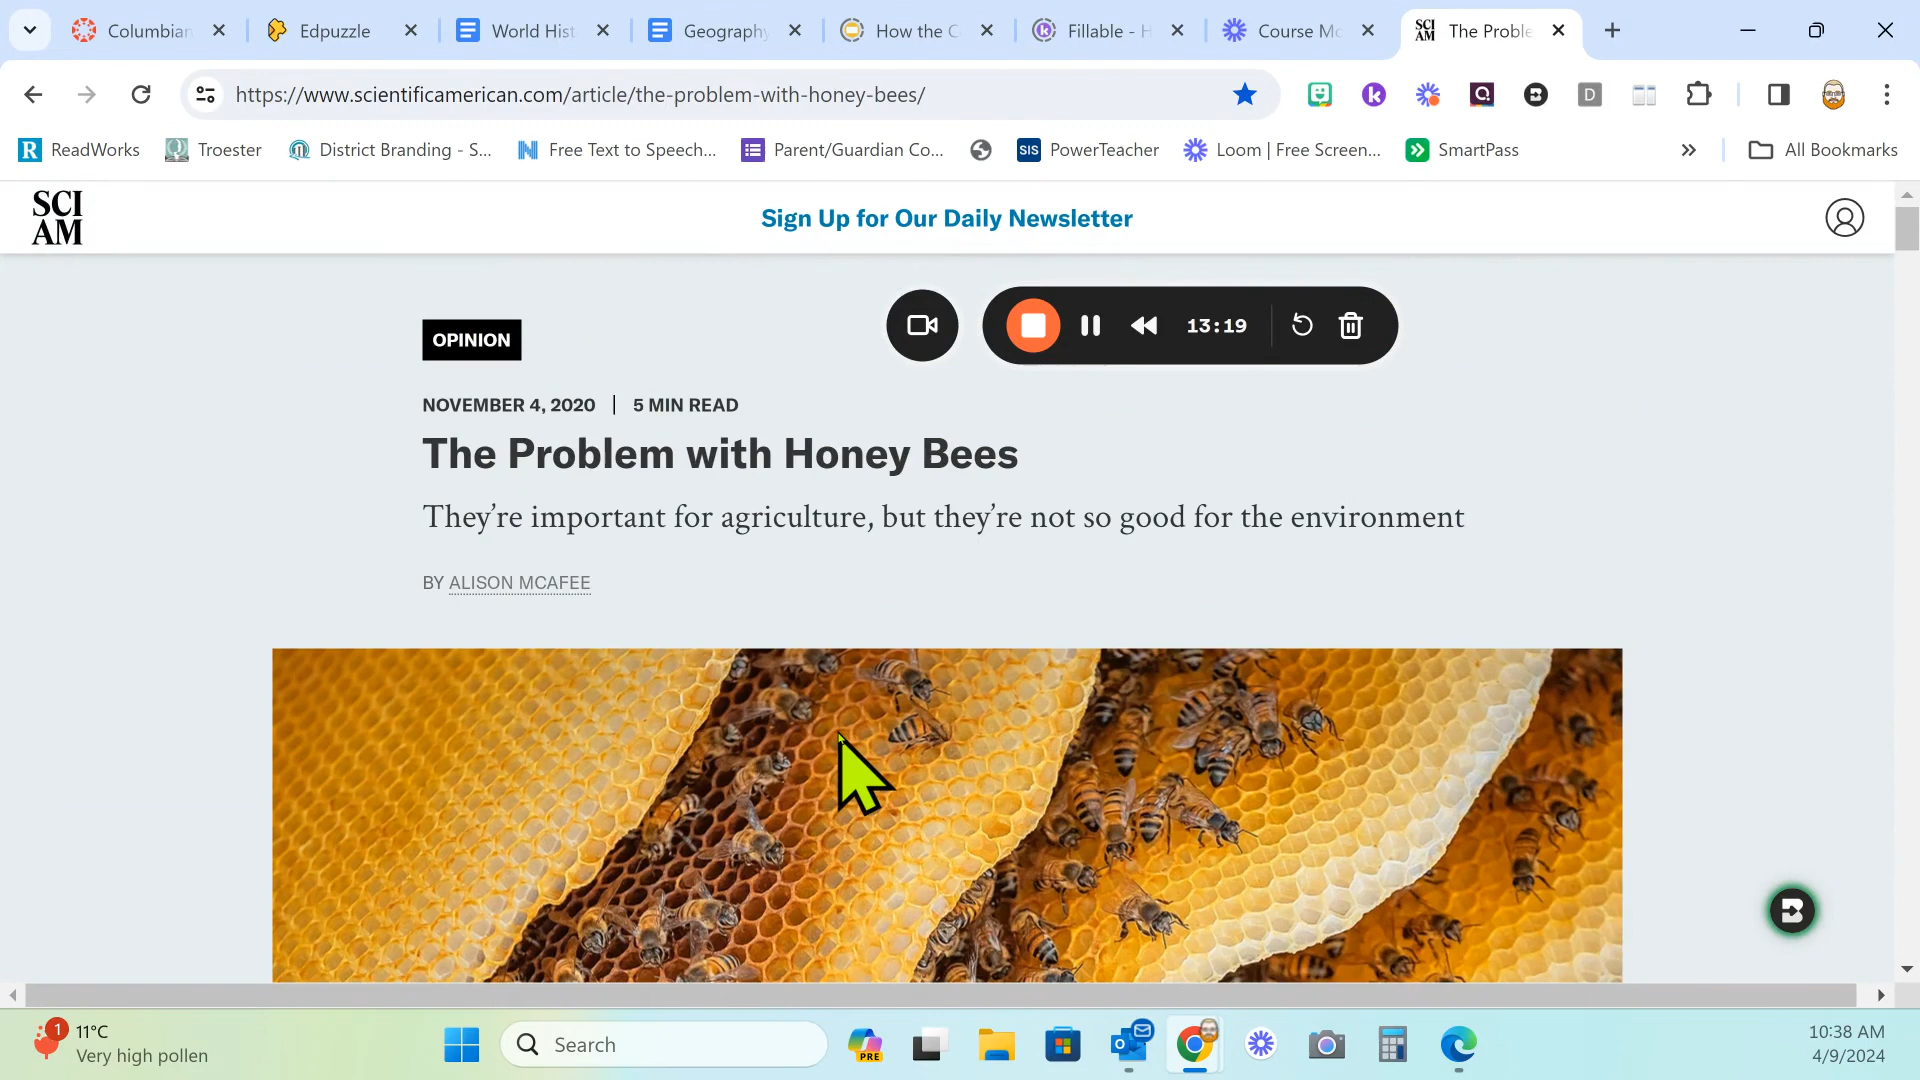 Columbian
Edpuzzle
World Hist
Geography
How the C
Fillable - H
Course Mo
The Proble
https://www.scientificamerican.com/article/the-problem-with-honey-bees/
ReadWorks
Troester
District Branding - S...
Free Text to Speech...
Parent/Guardian Co...
SIS
PowerTeacher
Loom | Free Screen...
SmartPass
All Bookmarks
SCI
AM
Sign Up for Our Daily Newsletter
OPINION
13:19
NOVEMBER 4, 2020 | 5 MIN READ
The Problem with Honey Bees
They’re important for agriculture, but they’re not so good for the environment
BY ALISON MCAFEE
1
11°C
Very high pollen
Search
PRE
10:38 AM
4/9/2024